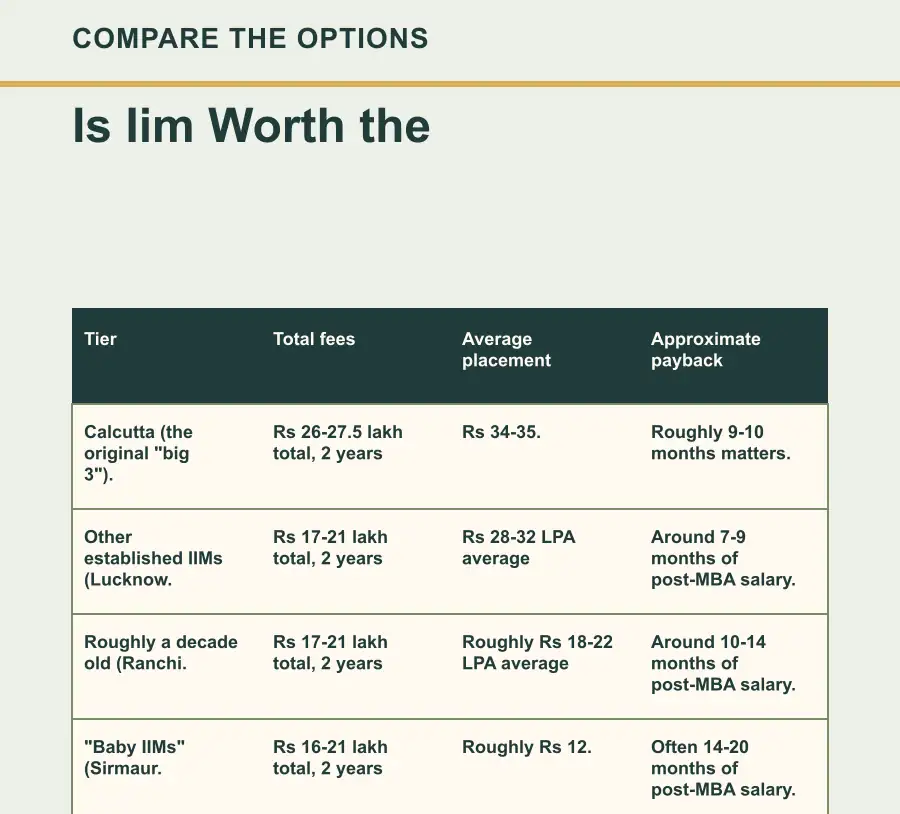 COMPARE THE OPTIONS
Is Iim Worth the
Tier
Total fees
Average
placement
Approximate
payback
Calcutta (the
original "big
3").
Rs 26-27.5 lakh
total, 2 years
Rs 34-35.
Roughly 9-10
months matters.
Other
established IIMs
(Lucknow.
Rs 17-21 lakh
total, 2 years
Rs 28-32 LPA
average
Around 7-9
months of
post-MBA salary.
Roughly a decade
old (Ranchi.
Rs 17-21 lakh
total, 2 years
Roughly Rs 18-22
LPA average
Around 10-14
months of
post-MBA salary.
"Baby IIMs"
(Sirmaur.
Rs 16-21 lakh
total, 2 years
Roughly Rs 12.
Often 14-20
months of
post-MBA salary.